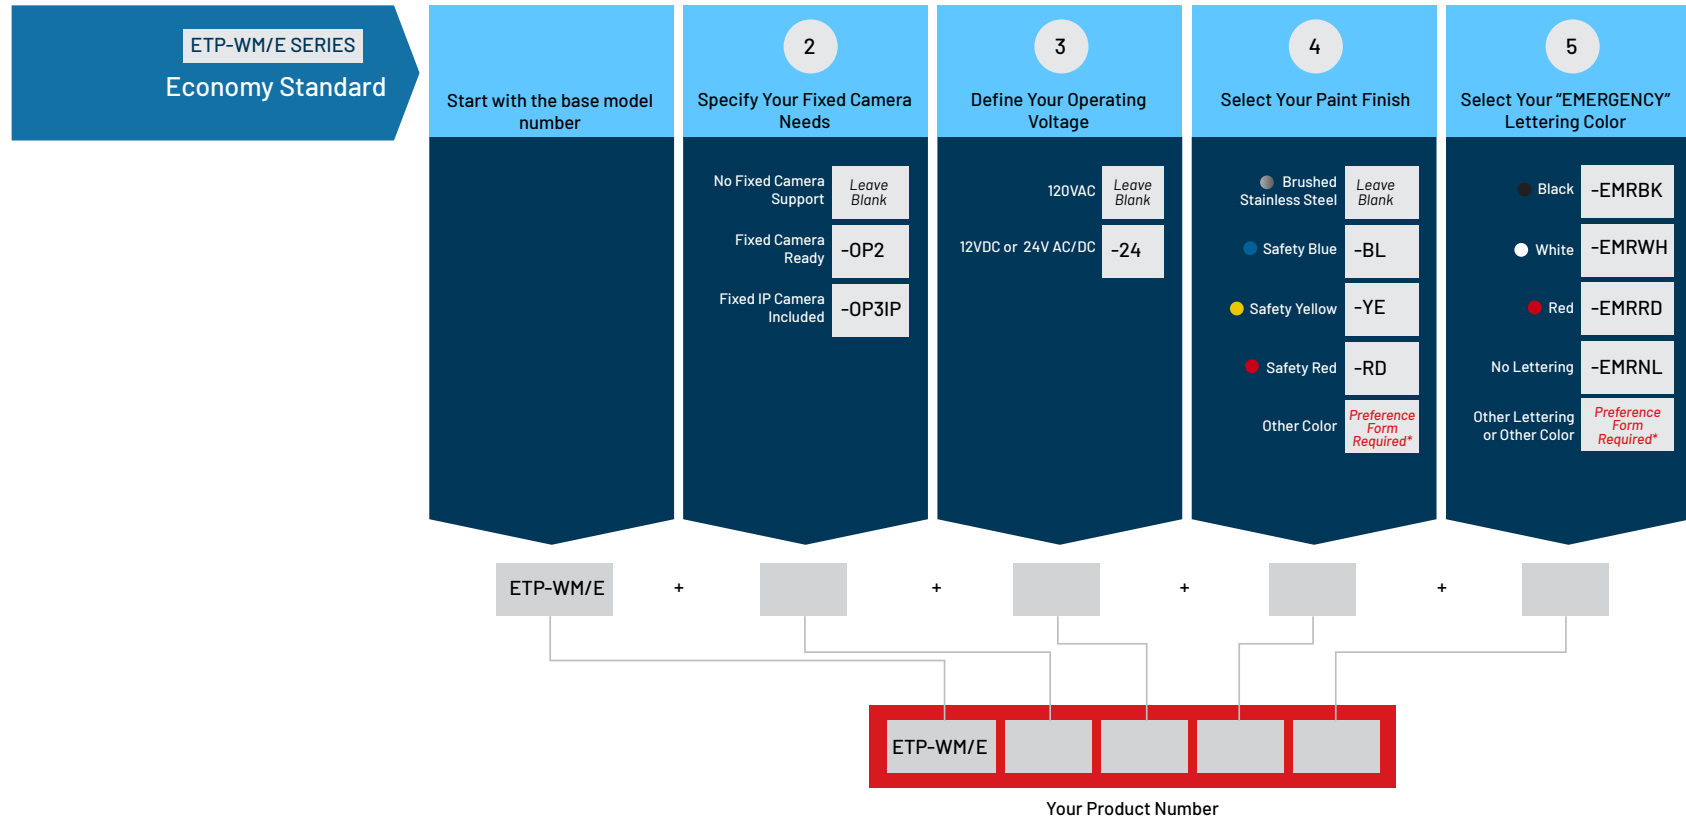 ETP-WM/E SERIES
Economy Standard
Start with the base model
number
2
Specify Your Fixed Camera
Needs
No Fixed Camera
Support
Leave
Blank
Fixed Camera
Ready
-OP2
Fixed IP Camera
Included
-OP3IP
3
Define Your Operating
Voltage
120VAC
Leave
Blank
12VDC or 24V AC/DC
-24
4
Select Your Paint Finish
Brushed
Stainless Steel
Leave
Blank
Safety Blue
-BL
Safety Yellow
-YE
Safety Red
-RD
Other Color
Preference
Form
Required*
5
Select Your “EMERGENCY”
Lettering Color
Black
-EMRBK
White
-EMRWH
Red
-EMRRD
No Lettering
-EMRNL
Other Lettering
or Other Color
Preference
Form
Required*
ETP-WM/E + + + +
ETP-WM/E
Your Product Number